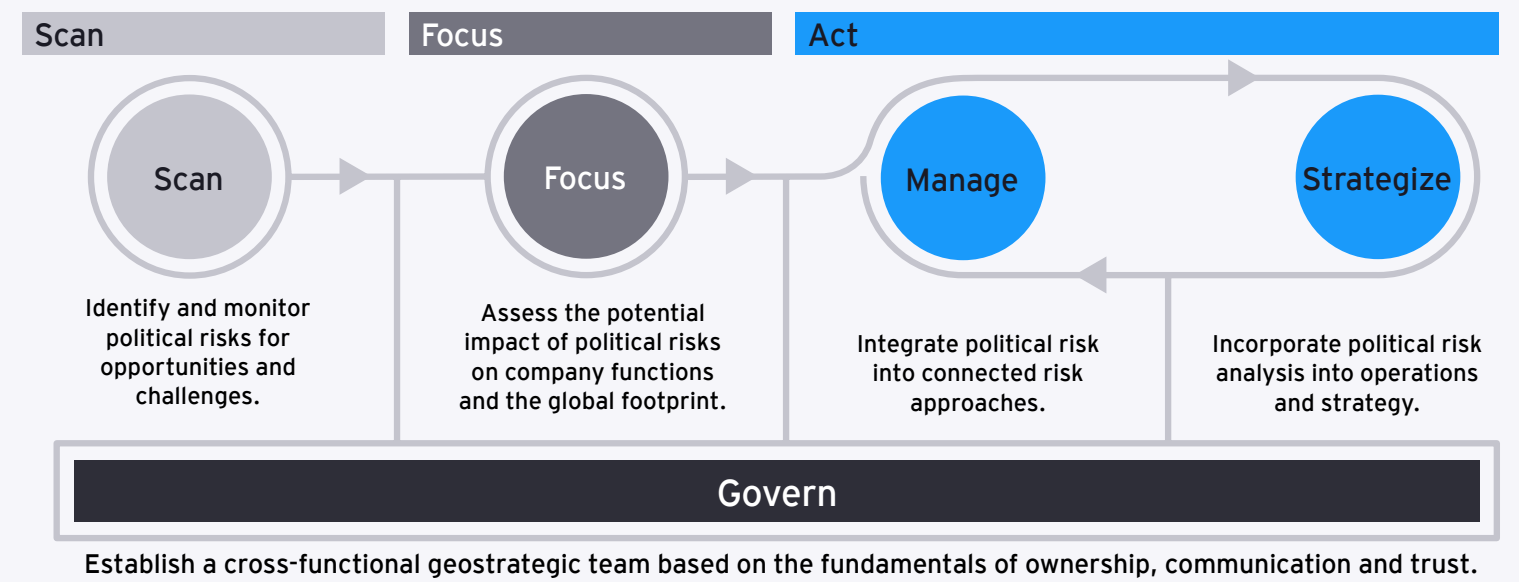 Scan
Focus
Act
Scan
Focus
Manage
Strategize
Identify and monitor
political risks for
opportunities and
challenges.
Assess the potential
impact of political risks
on company functions
and the global footprint.
Integrate political risk
into connected risk
approaches.
Incorporate political risk
analysis into operations
and strategy.
Govern
Establish a cross-functional geostrategic team based on the fundamentals of ownership, communication and trust.